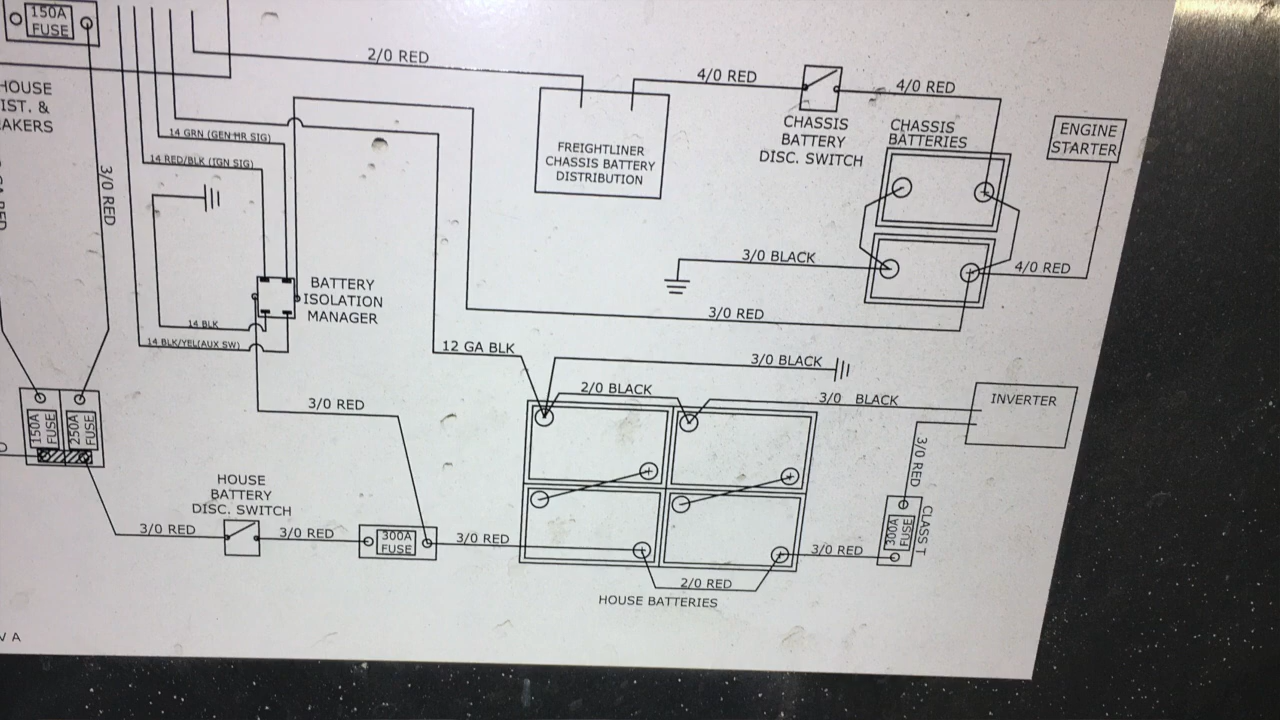 150A
FUSE
2/0 RED
4/0 RED
4/0 RED
HOUSE
IST. &
AKERS
CHASSIS
BATTERY
DISC. SWITCH
CHASSIS
BATTERIES
ENGINE
STARTER
14 GRN (GEN HR SIG)
14 RED/BLK (IGN SIG)
FREIGHTLINER
CHASSIS BATTERY
DISTRIBUTION
3/0 RED
3/0 BLACK
4/0 RED
BATTERY
ISOLATION
MANAGER
3/0 RED
14 BLK
14 BLK/YEL(AUX SW)
12 GA BLK
3/0 BLACK
2/0 BLACK
3/0 BLACK
INVERTER
3/0 RED
150A
FUSE
250A
FUSE
3/0 RED
HOUSE
BATTERY
DISC. SWITCH
3/0 RED
3/0 RED
300A
FUSE
3/0 RED
3/0 RED
300A
FUSE
CLASS T
2/0 RED
HOUSE BATTERIES
V A